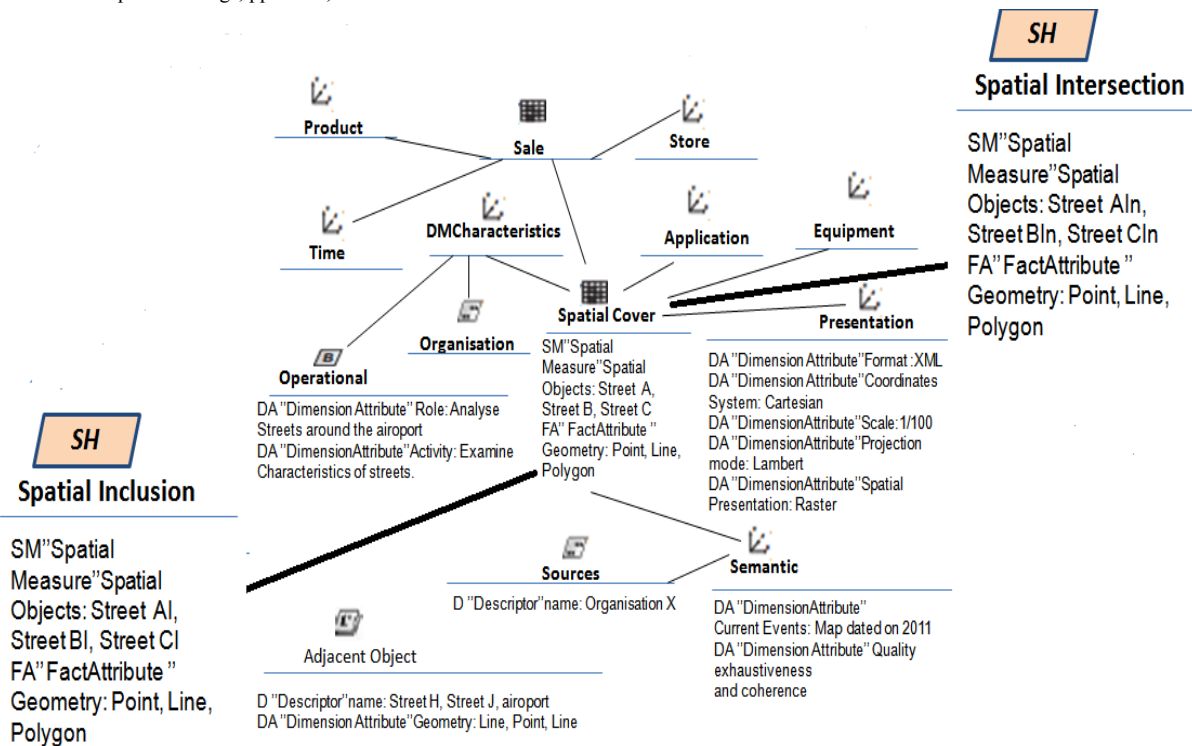 SH
Spatial Intersection
SM”Spatial
Measure”Spatial
Objects: Street AIn,
Street BIn, Street CIn
FA” FactAttribute ”
Geometry: Point, Line,
Polygon
Product
Sale
Store
Time
DMCharacteristics
Application
Equipment
Spatial Cover
SM”Spatial
Measure”Spatial
Objects: Street A,
Street B, Street C
FA” FactAttribute ”
Geometry: Point, Line,
Polygon
Presentation
DA ”Dimension Attribute”Format :XML
DA ”Dimension Attribute”Coordinates
System: Cartesian
DA ”DimensionAttribute”Scale: 1/100
DA ”DimensionAttribute”Projection
mode: Lambert
DA ”DimensionAttribute”Spatial
Presentation: Raster
Organisation
B
Operational
DA ”Dimension Attribute” Role: Analyse
Streets around the airport
DA ”DimensionAttribute”Activity: Examine
Characteristics of streets.
SH
Spatial Inclusion
SM”Spatial
Measure”Spatial
Objects: Street AI,
Street BI, Street CI
FA” FactAttribute ”
Geometry: Point, Line,
Polygon
Sources
D ”Descriptor”name: Organisation X
Semantic
DA ”DimensionAttribute”
Current Events: Map dated on 2011
DA ”Dimension Attribute” Quality
exhaustiveness
and coherence
Adjacent Object
D ”Descriptor”name: Street H, Street J, airoport
DA ”Dimension Attribute”Geometry: Line, Point, Line